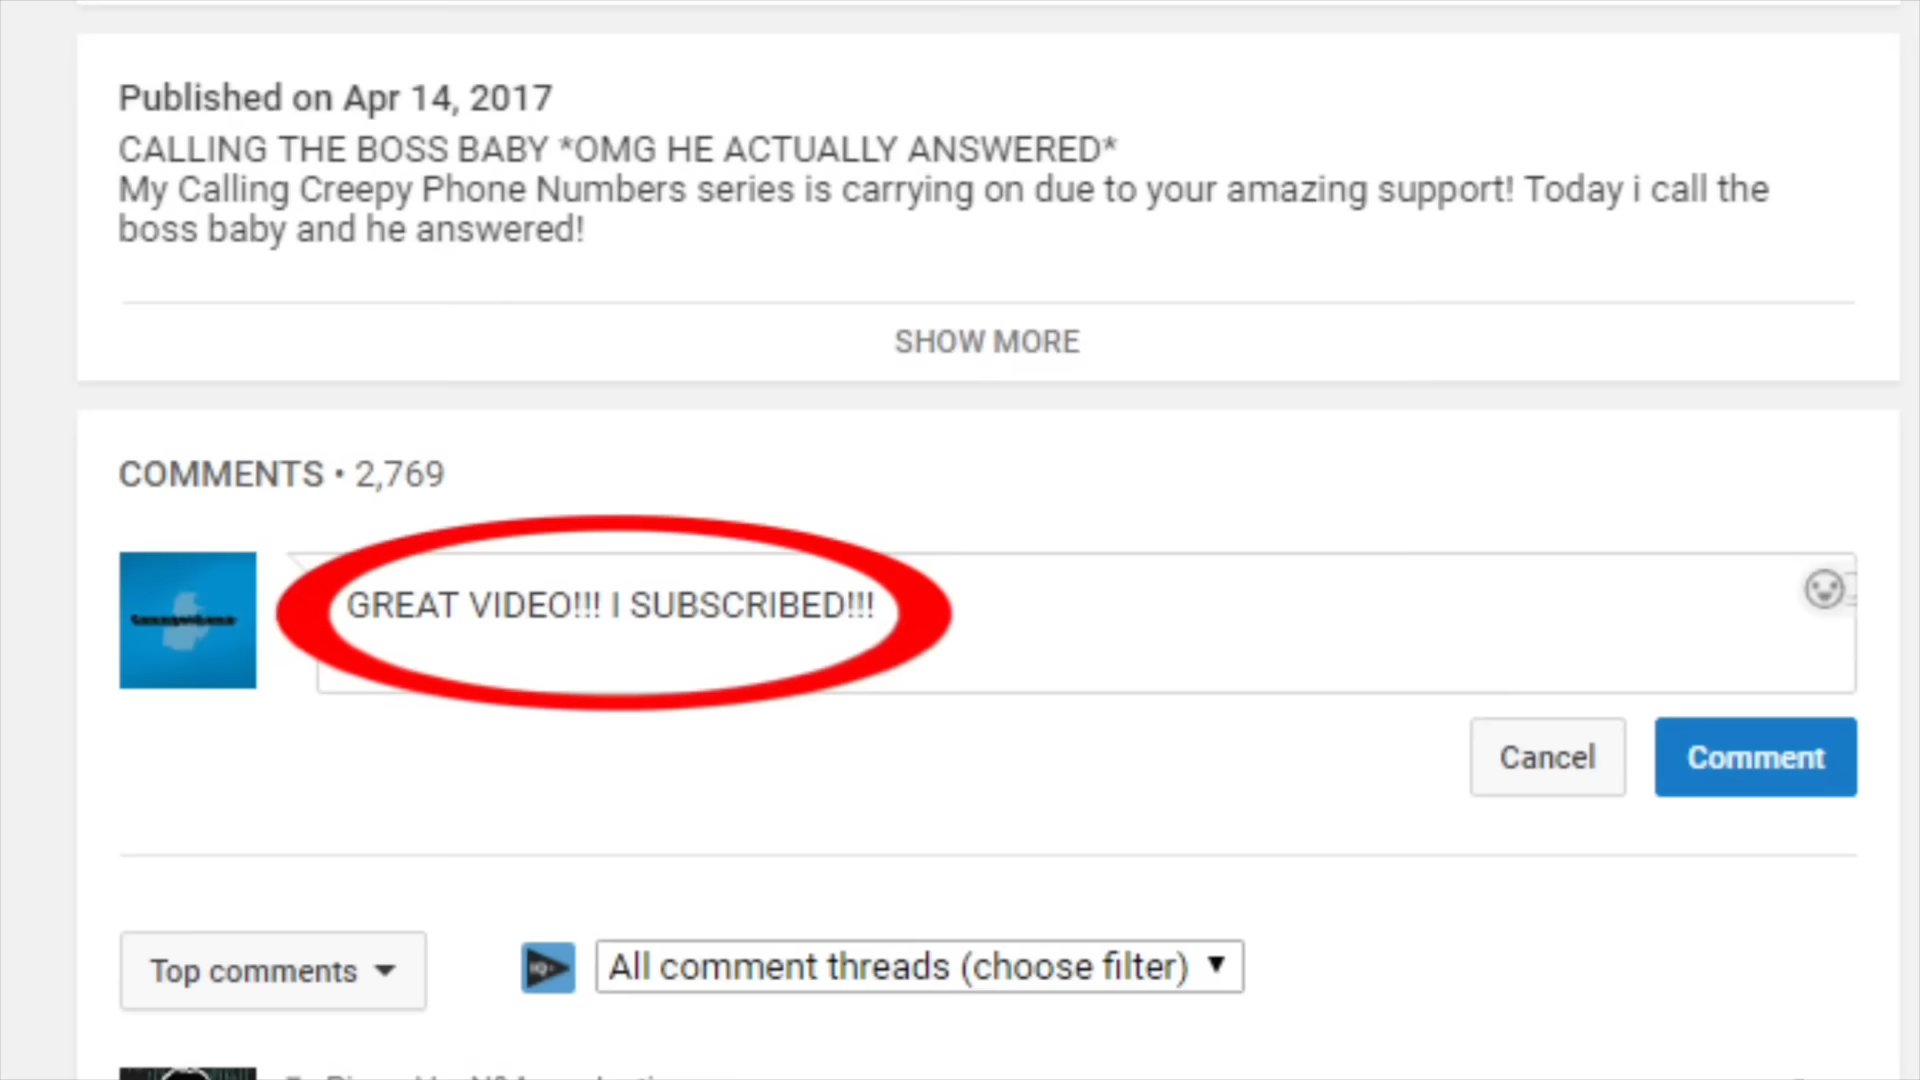 Published on Apr 14, 2017
CALLING THE BOSS BABY *OMG HE ACTUALLY ANSWERED*
My Calling Creepy Phone Numbers series is carrying on due to your amazing support! Today i call the
boss baby and he answered!
SHOW MORE
COMMENTS • 2,769
GREAT VIDEO!!! I SUBSCRIBED!!!
Cancel
Comment
Top comments
All comment threads (choose filter)